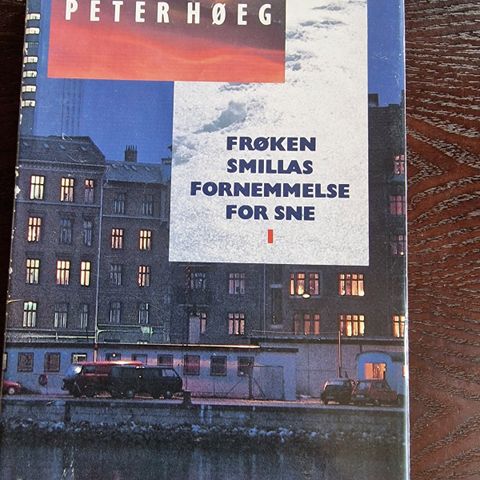 PETER HØEG
FRØKEN
SMILLAS
FORNEMMELSE
FOR SNE
I